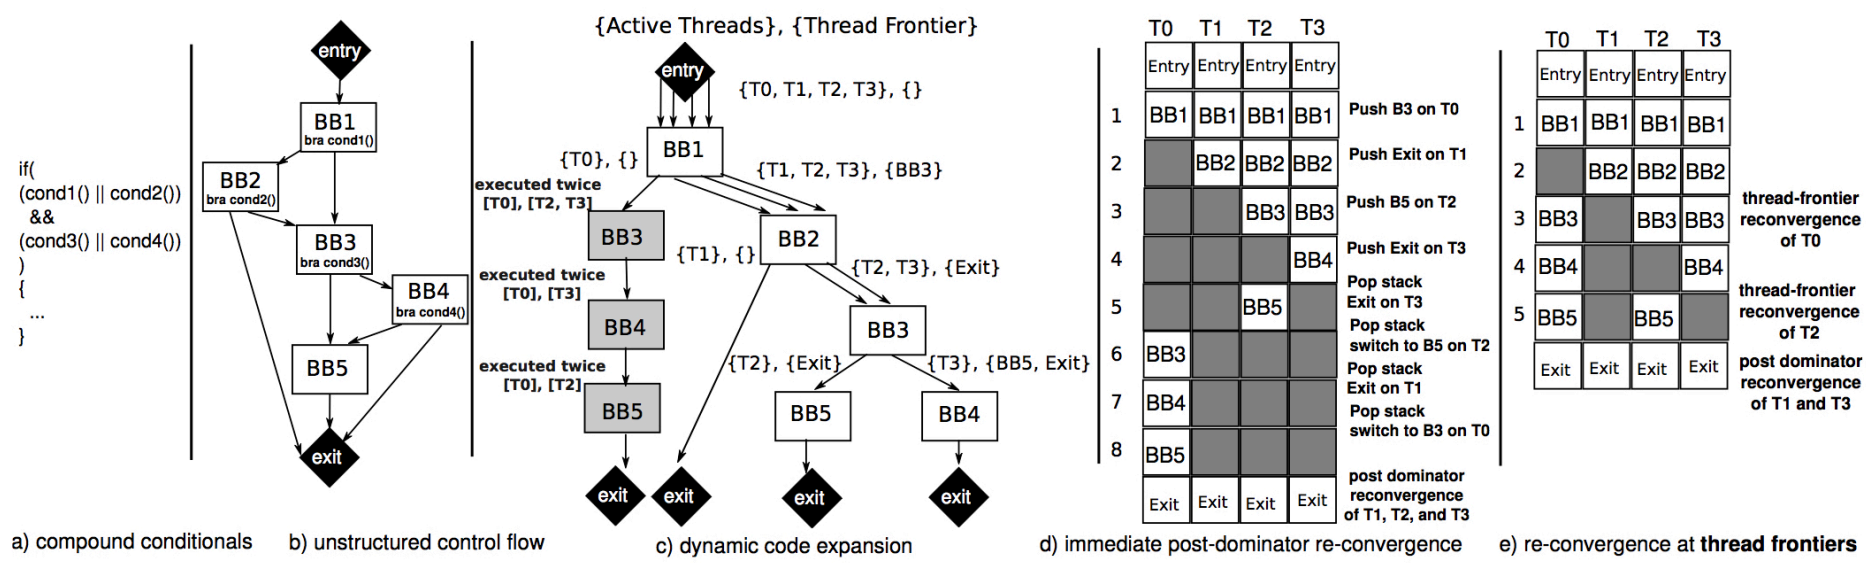 if(
(cond1() || cond2())
&&
(cond3() || cond4())
)
{
...
}
a) compound conditionals
entry
BB1
bra cond1()
BB2
bra cond2()
BB3
bra cond3()
BB4
bra cond4()
BB5
exit
b) unstructured control flow
{Active Threads}, {Thread Frontier}
entry
{T0, T1, T2, T3}, {}
BB1
{T0}, {}
{T1, T2, T3}, {BB3}
executed twice
[T0], [T2, T3]
BB3
BB2
{T1}, {}
{T2, T3}, {Exit}
executed twice
[T0], [T3]
BB4
BB3
executed twice
[T0], [T2]
{T2}, {Exit}
{T3}, {BB5, Exit}
BB5
BB5
BB4
exit
exit
exit
exit
c) dynamic code expansion
T0 T1 T2 T3
Entry Entry Entry Entry
1 BB1 BB1 BB1 BB1 Push B3 on T0
2 BB2 BB2 BB2 Push Exit on T1
3 BB3 BB3 Push B5 on T2
4 BB4 Push Exit on T3
Pop stack
Exit on T3
5 BB5
Pop stack
switch to B5 on T2
6 BB3
Pop stack
Exit on T1
7 BB4
Pop stack
switch to B3 on T0
8 BB5
Exit Exit Exit Exit
post dominator
reconvergence
of T1, T2, and T3
d) immediate post-dominator re-convergence
T0 T1 T2 T3
Entry Entry Entry Entry
1 BB1 BB1 BB1 BB1
2 BB2 BB2 BB2
3 BB3 BB3 BB3
thread-frontier
reconvergence
of T0
4 BB4 BB4
5 BB5 BB5
thread-frontier
reconvergence
of T2
Exit Exit Exit Exit
post dominator
reconvergence
of T1 and T3
e) re-convergence at thread frontiers